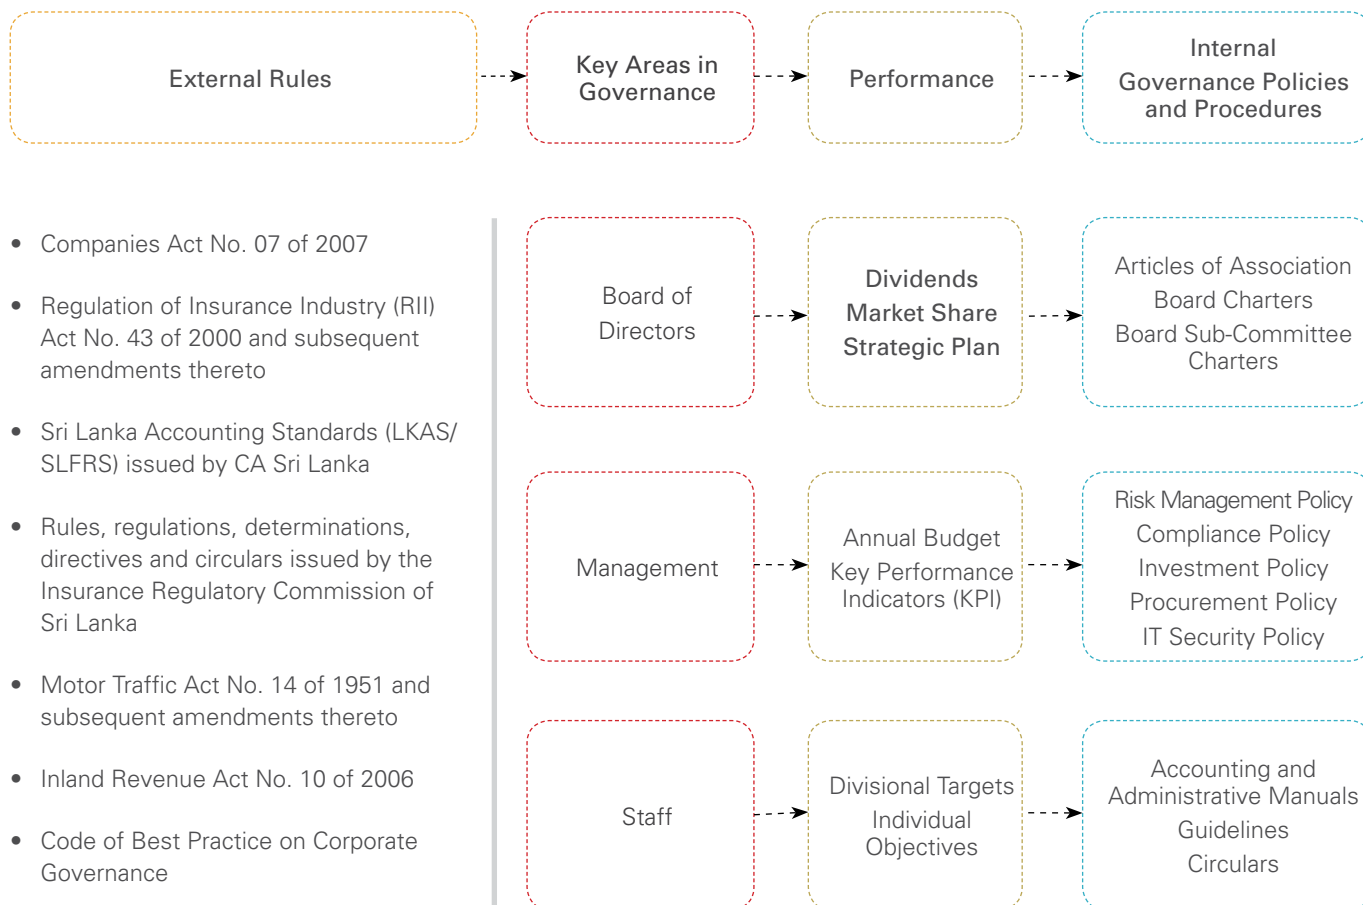 External Rules
Key Areas in
Governance
Performance
Internal
Governance Policies
and Procedures
• Companies Act No. 07 of 2007
• Regulation of Insurance Industry (RII)
Act No. 43 of 2000 and subsequent
amendments thereto
• Sri Lanka Accounting Standards (LKAS/
SLFRS) issued by CA Sri Lanka
• Rules, regulations, determinations,
directives and circulars issued by the
Insurance Regulatory Commission of
Sri Lanka
• Motor Traffic Act No. 14 of 1951 and
subsequent amendments thereto
• Inland Revenue Act No. 10 of 2006
• Code of Best Practice on Corporate
Governance
Board of
Directors
Dividends
Market Share
Strategic Plan
Articles of Association
Board Charters
Board Sub-Committee
Charters
Management
Annual Budget
Key Performance
Indicators (KPI)
Risk Management Policy
Compliance Policy
Investment Policy
Procurement Policy
IT Security Policy
Staff
Divisional Targets
Individual
Objectives
Accounting and
Administrative Manuals
Guidelines
Circulars